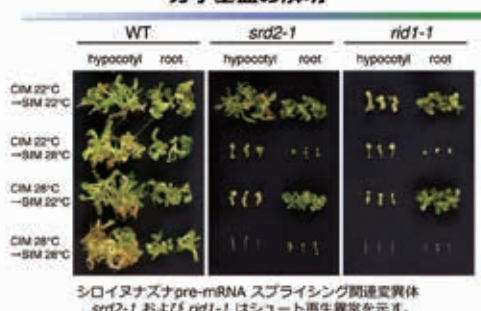 WT srd2-1 rid1-1
hypocotyl root hypocotyl root hypocotyl root
CIM 22°C
→SIM 22°C
CIM 22°C
→SIM 28°C
CIM 28°C
→SIM 22°C
CIM 28°C
→SIM 28°C
シロイヌナズナpre-mRNA スプライシング関連変異体
srd2-1 および rid1-1 はシュート再生異常を示す。